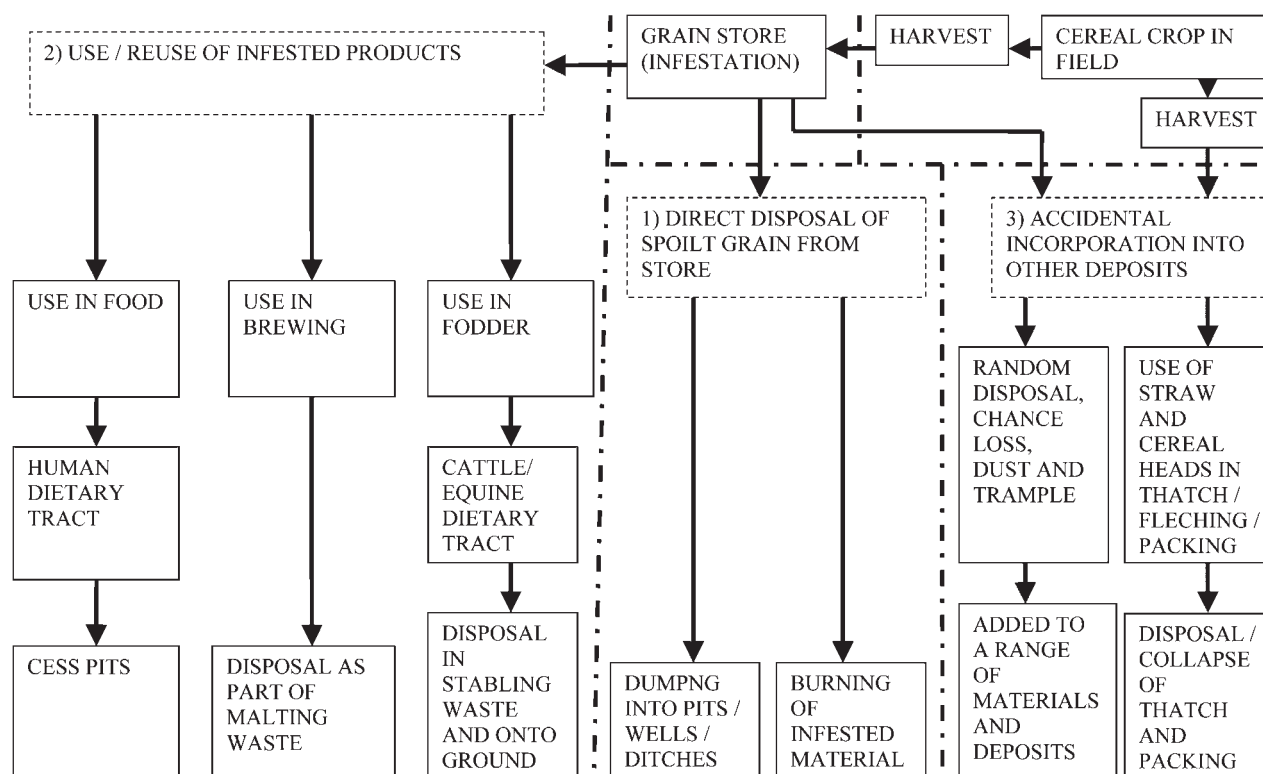 2) USE / REUSE OF INFESTED PRODUCTS
GRAIN STORE
(INFESTATION)
HARVEST
CEREAL CROP IN
FIELD
HARVEST
1) DIRECT DISPOSAL OF
SPOILT GRAIN FROM
STORE
3) ACCIDENTAL
INCORPORATION INTO
OTHER DEPOSITS
USE IN FOOD
USE IN
BREWING
USE IN
FODDER
RANDOM
DISPOSAL,
CHANCE
LOSS,
DUST AND
TRAMPLE
USE OF
STRAW
AND
CEREAL
HEADS IN
THATCH /
FLECHING /
PACKING
HUMAN
DIETARY
TRACT
CATTLE/
EQUINE
DIETARY
TRACT
CESS PITS
DISPOSAL AS
PART OF
MALTING
WASTE
DISPOSAL
IN
STABLING
WASTE
AND ONTO
GROUND
DUMPNG
INTO PITS /
WELLS /
DITCHES
BURNING
OF
INFESTED
MATERIAL
ADDED TO
A RANGE
OF
MATERIALS
AND
DEPOSITS
DISPOSAL /
COLLAPSE
OF
THATCH
AND
PACKING